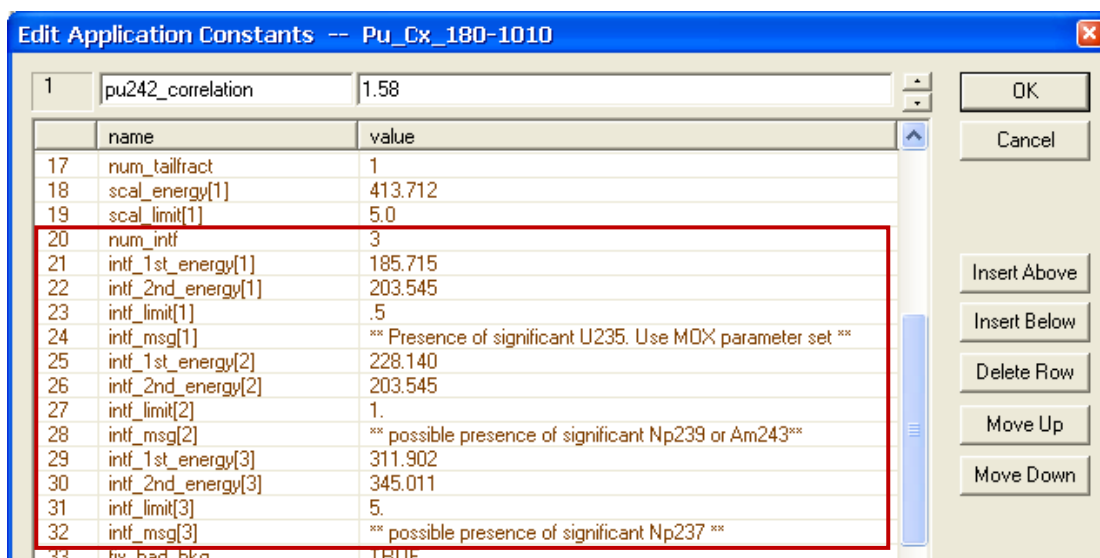 Edit Application Constants -- Pu_Cx_180-1010
1 pu242_correlation 1.58
OK
name value
Cancel
17 num_tailfract 1
18 scal_energy[1] 413.712
19 scal_limit[1] 5.0
20 num_intf 3
21 intf_1st_energy[1] 185.715
Insert Above
22 intf_2nd_energy[1] 203.545
23 intf_limit[1] .5
Insert Below
24 intf_msg[1] ** Presence of significant U235. Use MOX parameter set **
25 intf_1st_energy[2] 228.140
Delete Row
26 intf_2nd_energy[2] 203.545
27 intf_limit[2] 1.
Move Up
28 intf_msg[2] ** possible presence of significant Np239 or Am243**
29 intf_1st_energy[3] 311.902
Move Down
30 intf_2nd_energy[3] 345.011
31 intf_limit[3] 5.
32 intf_msg[3] ** possible presence of significant Np237 **
33 fix_bad_bkg TRUE